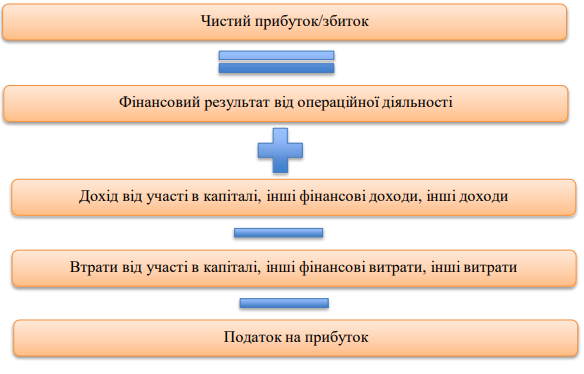 Чистий прибуток/збиток
Фінансовий результат від операційної діяльності
Дохід від участі в капіталі, інші фінансові доходи, інші доходи
Втрати від участі в капіталі, інші фінансові витрати, інші витрати
Податок на прибуток